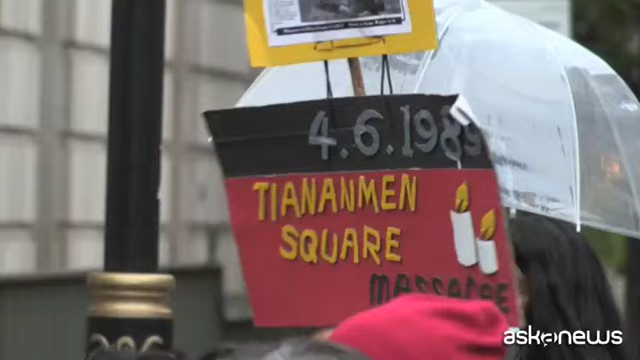 4.6.1989
TIANANMEN
SQUARE
MASSACRE
askanews